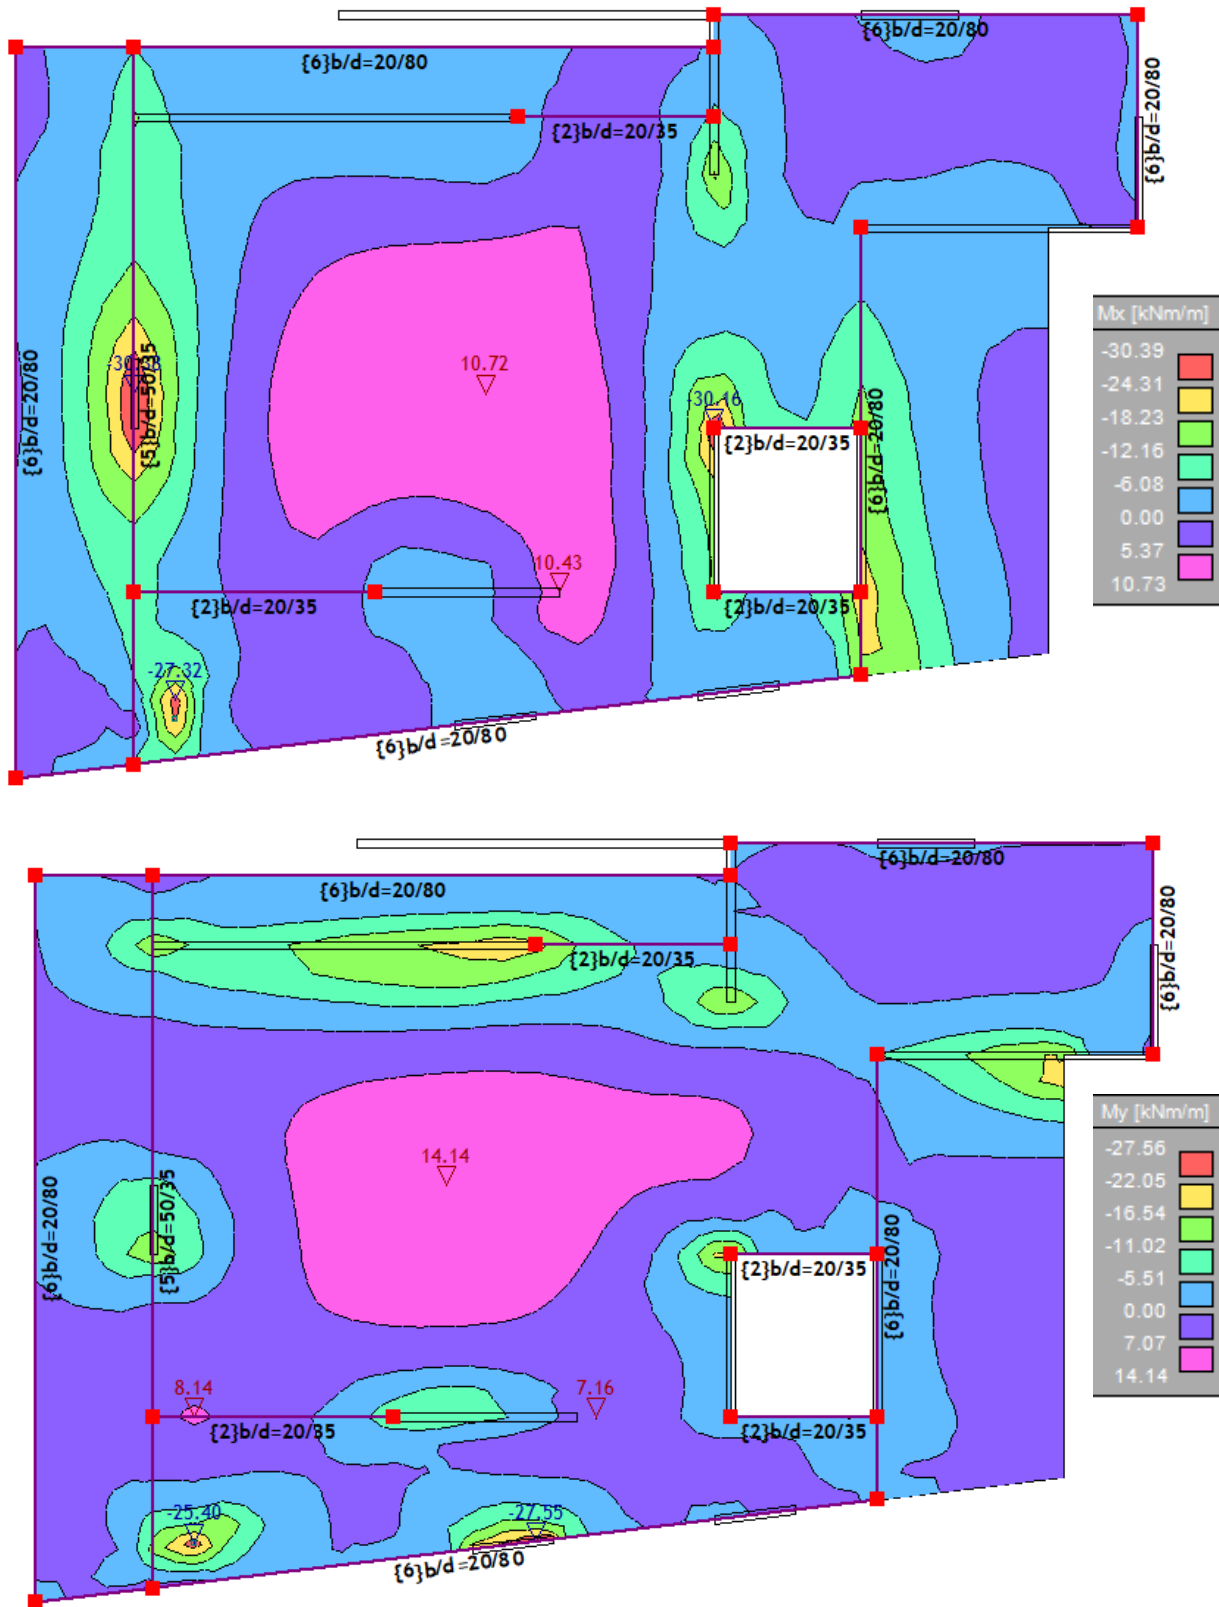 {6}b/d=20/80
{6}b/d=20/80
{2}b/d=20/35
{6}b/d=20/80
Mx [kNm/m]
-30.39
-24.31
-18.23
-12.16
-6.08
0.00
5.37
10.73
{6}b/d=20/80
{5}b/d=50/35
10.72
-30.16
{2}b/d=20/35
{6}b/d=20/80
10.43
{2}b/d=20/35
{2}b/d=20/35
-27.32
{6}b/d=20/80
{6}b/d=20/80
{6}b/d=20/80
{2}b/d=20/35
{6}b/d=20/80
My [kNm/m]
-27.56
-22.05
-16.54
-11.02
-5.51
0.00
7.07
14.14
14.14
{6}b/d=20/80
{5}b/d=50/35
{2}b/d=20/35
{6}b/d=20/80
8.14
7.16
{2}b/d=20/35
{2}b/d=20/35
-25.40
-27.55
{6}b/d=20/80